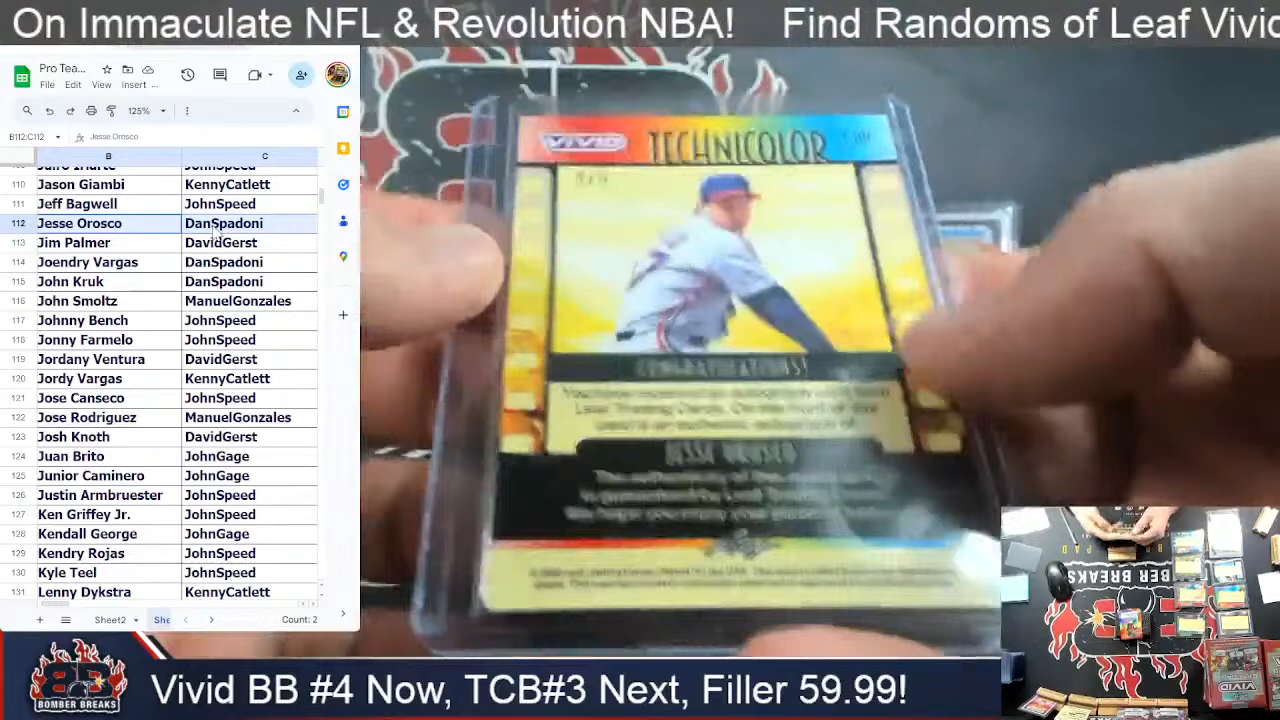 On Immaculate NFL & Revolution NBA! Find Randoms of Leaf Vivid
Pro Tea...
File Edit View Insert ...
125%
B112:C112 fx Jesse Orosco
B C
110 Jason Giambi KennyCatlett
111 Jeff Bagwell JohnSpeed
112 Jesse Orosco DanSpadoni
113 Jim Palmer DavidGerst
114 Joendry Vargas DanSpadoni
115 John Kruk DanSpadoni
116 John Smoltz ManuelGonzales
117 Johnny Bench JohnSpeed
118 Jonny Farmelo JohnSpeed
119 Jordany Ventura DavidGerst
120 Jordy Vargas KennyCatlett
121 Jose Canseco JohnSpeed
122 Jose Rodriguez ManuelGonzales
123 Josh Knoth DavidGerst
124 Juan Brito JohnGage
125 Junior Caminero JohnGage
126 Justin Armbruester JohnSpeed
127 Ken Griffey Jr. JohnSpeed
128 Kendall George JohnGage
129 Kendry Rojas JohnSpeed
130 Kyle Teel JohnSpeed
131 Lenny Dykstra KennyCatlett
Sheet2 She Count: 2
VIVID TECHNICOLOR
CONGRATULATIONS!
JESSE OROSCO
BER BREAKS
VIVID
BOMBER BREAKS
Vivid BB #4 Now, TCB#3 Next, Filler 59.99!